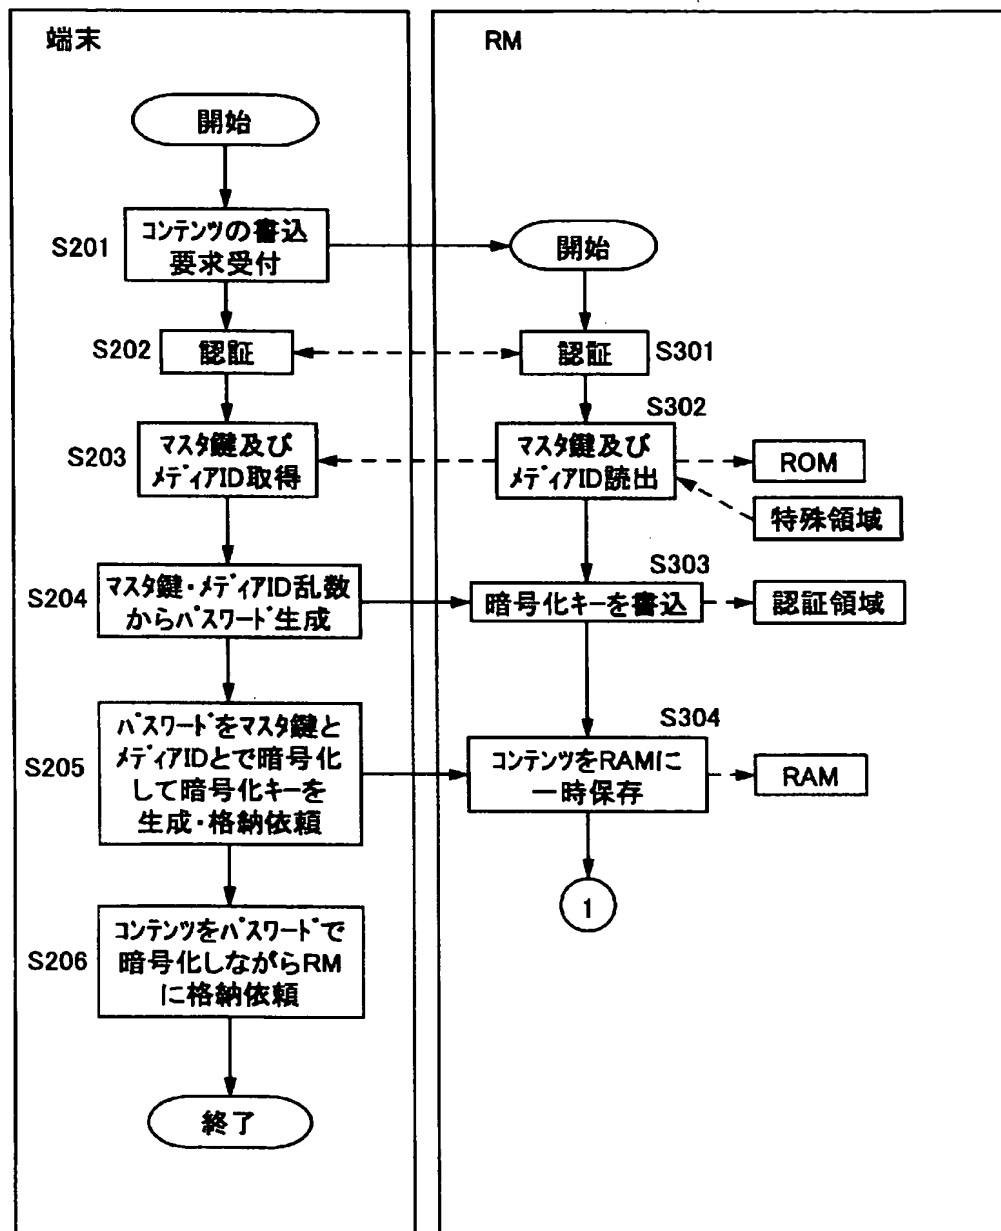 端末
開始
S201
コンテンツの書込
要求受付
S202
認証
S203
マスタ鍵及び
メディアID取得
S204
マスタ鍵・メディアID乱数
からパスワード生成
S205
パスワードをマスタ鍵と
メディアIDとで暗号化
して暗号化キーを
生成・格納依頼
S206
コンテンツをパスワードで
暗号化しながらRM
に格納依頼
終了
RM
開始
認証
S301
S302
マスタ鍵及び
メディアID読出
ROM
特殊領域
S303
暗号化キーを書込
認証領域
S304
コンテンツをRAMに
一時保存
RAM
1